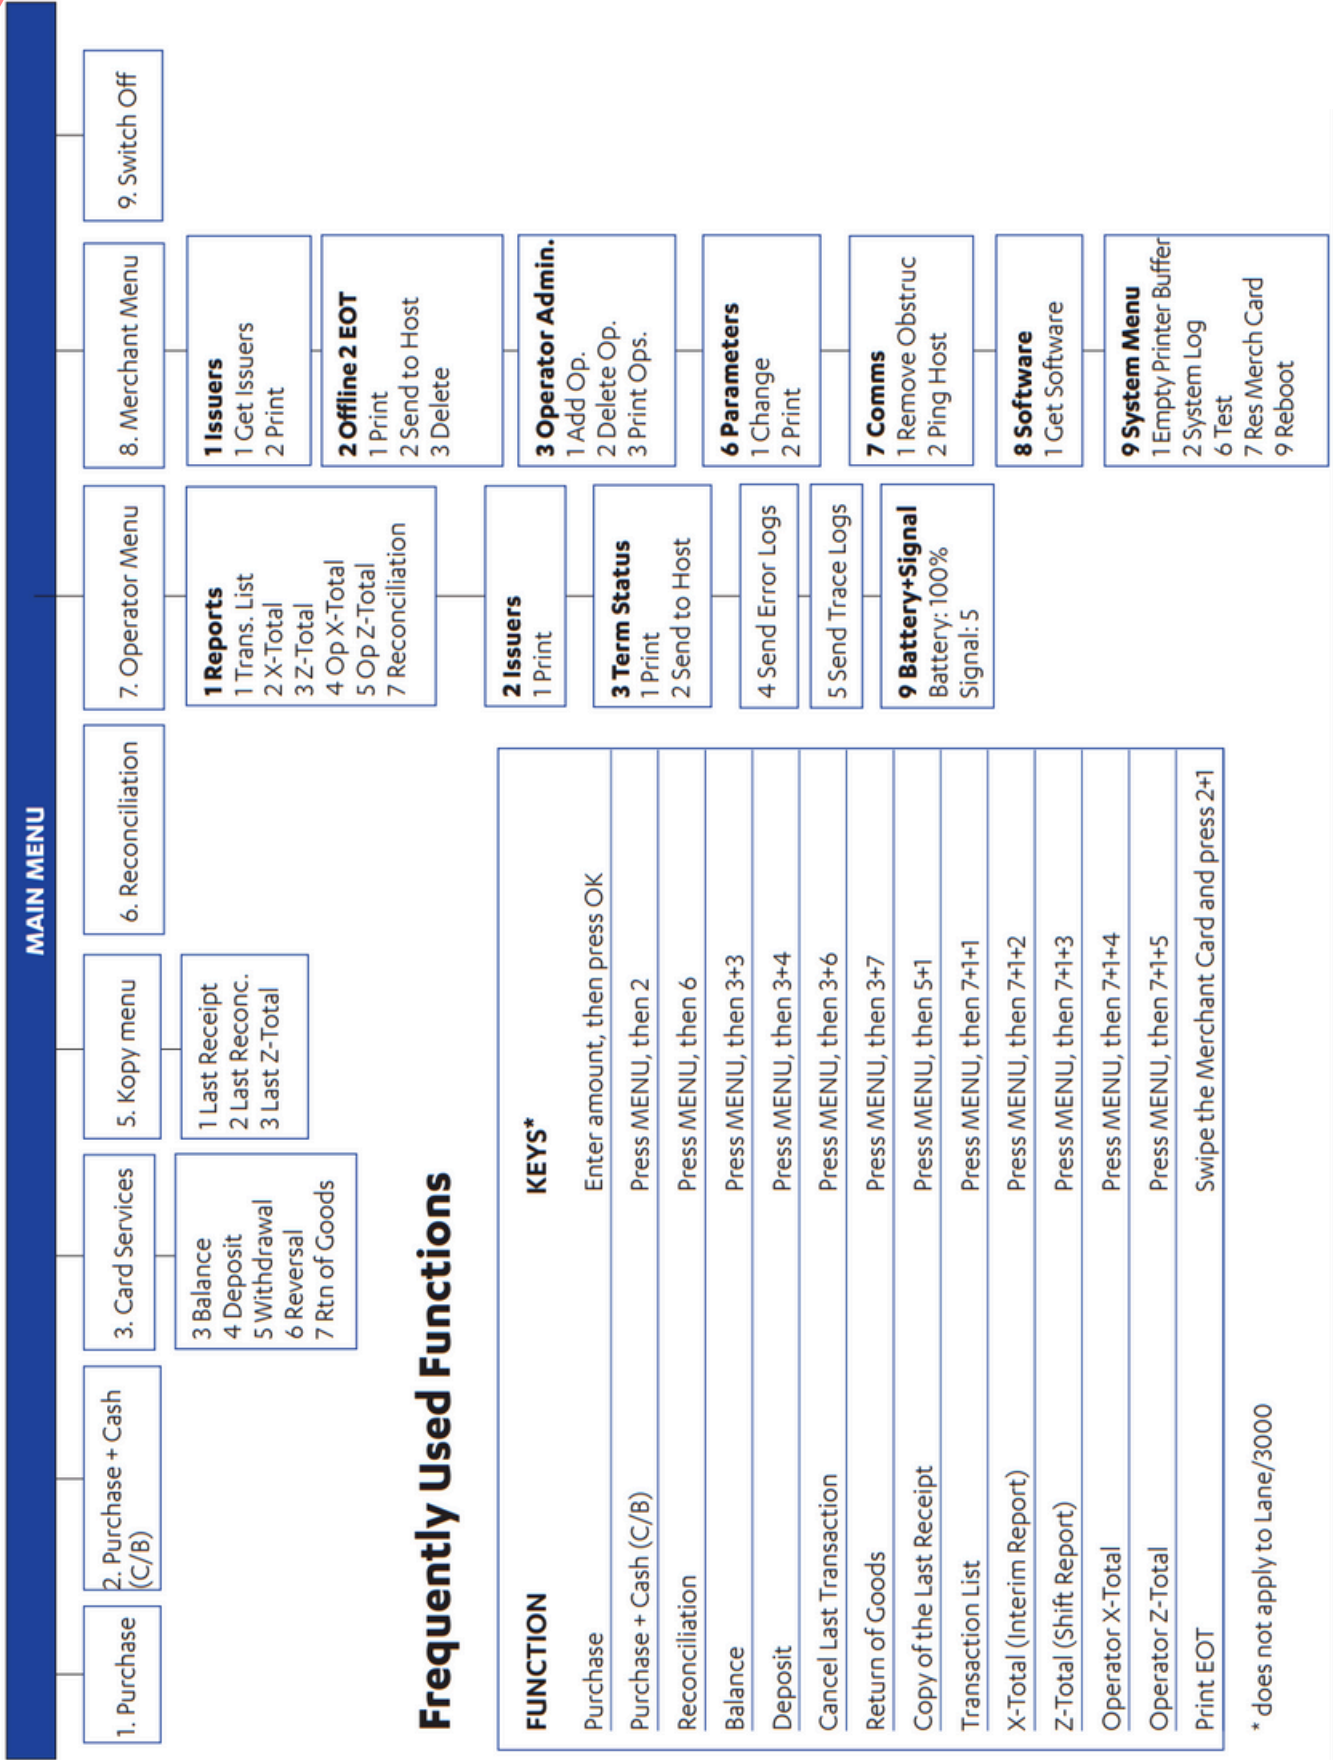 MAIN MENU
1. Purchase
2. Purchase + Cash
(C/B)
3. Card Services
5. Kopy menu
6. Reconciliation
7. Operator Menu
8. Merchant Menu
9. Switch Off
3 Balance
4 Deposit
5 Withdrawal
6 Reversal
7 Rtn of Goods
1 Last Receipt
2 Last Reconc.
3 Last Z-Total
1 Reports
1 Trans. List
2 X-Total
3 Z-Total
4 Op X-Total
5 Op Z-Total
7 Reconciliation
2 Issuers
1 Print
3 Term Status
1 Print
2 Send to Host
4 Send Error Logs
5 Send Trace Logs
9 Battery+Signal
Battery: 100%
Signal: 5
1 Issuers
1 Get Issuers
2 Print
2 Offline 2 EOT
1 Print
2 Send to Host
3 Delete
3 Operator Admin.
1 Add Op.
2 Delete Op.
3 Print Ops.
6 Parameters
1 Change
2 Print
7 Comms
1 Remove Obstruc
2 Ping Host
8 Software
1 Get Software
9 System Menu
1 Empty Printer Buffer
2 System Log
6 Test
7 Res Merch Card
9 Reboot
Frequently Used Functions
FUNCTION KEYS*
Purchase Enter amount, then press OK
Purchase + Cash (C/B) Press MENU, then 2
Reconciliation Press MENU, then 6
Balance Press MENU, then 3+3
Deposit Press MENU, then 3+4
Cancel Last Transaction Press MENU, then 3+6
Return of Goods Press MENU, then 3+7
Copy of the Last Receipt Press MENU, then 5+1
Transaction List Press MENU, then 7+1+1
X-Total (Interim Report) Press MENU, then 7+1+2
Z-Total (Shift Report) Press MENU, then 7+1+3
Operator X-Total Press MENU, then 7+1+4
Operator Z-Total Press MENU, then 7+1+5
Print EOT Swipe the Merchant Card and press 2+1
* does not apply to Lane/3000